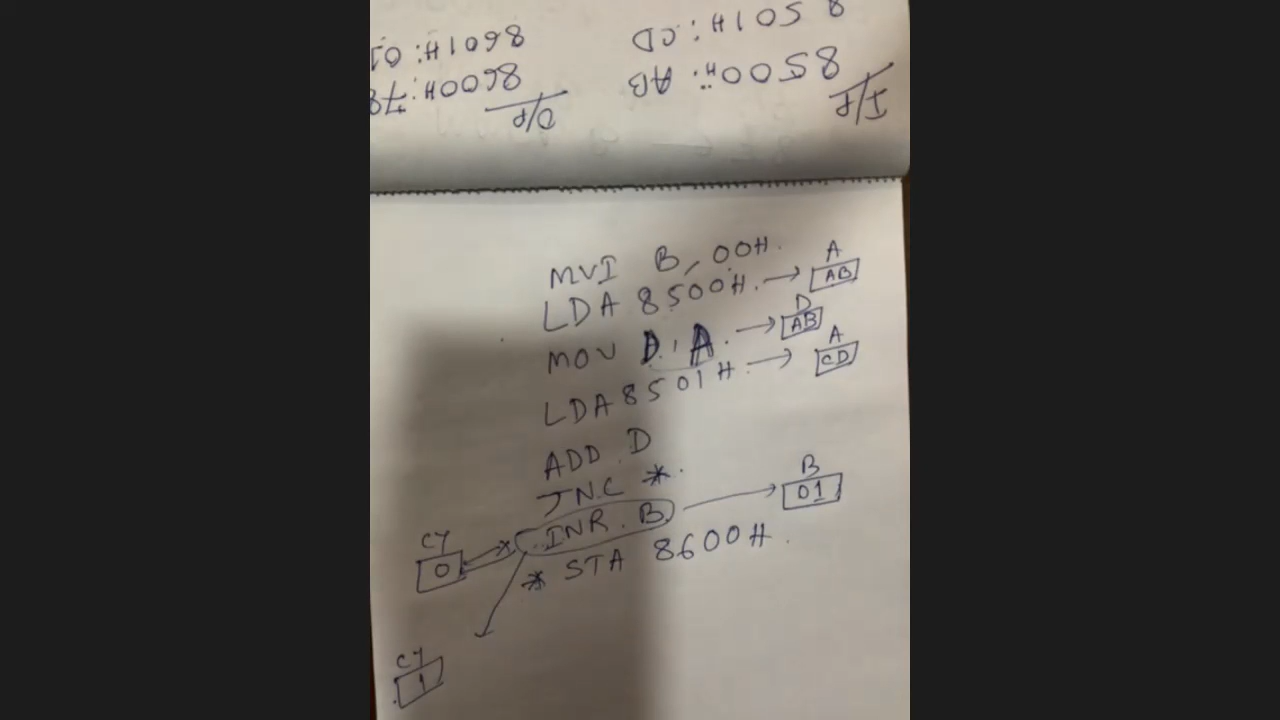 I/P
8500H: AB
8501H: CD
O/P
8600H: 78
8601H: 01
MVI B, 00H.
A
LDA 8500H. → AB
D
MOV D, A. → AB
A
LDA 8501H. → CD
ADD D
JNC *.
B
INR. B → 01
CY
0
* STA 8600H.
CY
1